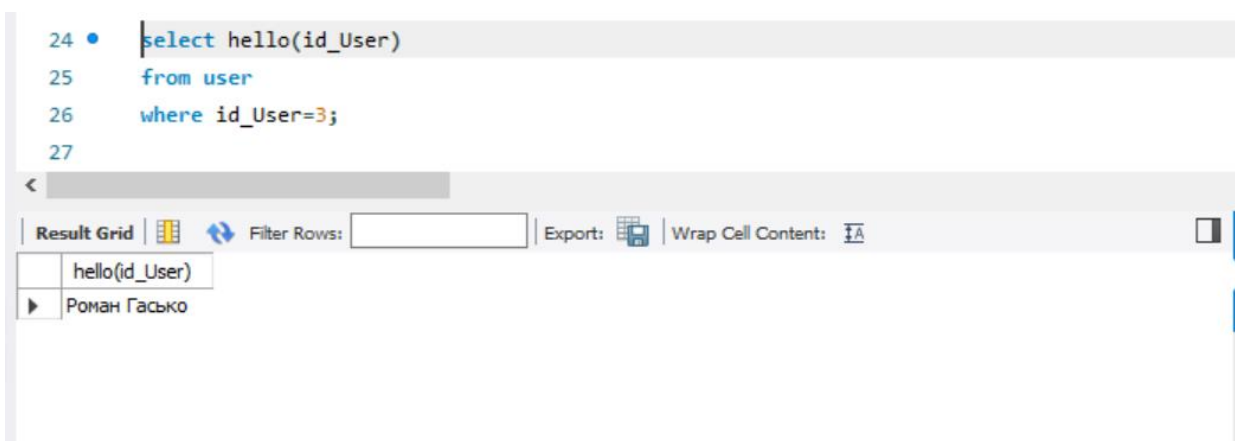 24 select hello(id_User)
25 from user
26 where id_User=3;
27
Result Grid Filter Rows: Export: Wrap Cell Content: IA
hello(id_User)
Роман Гасько